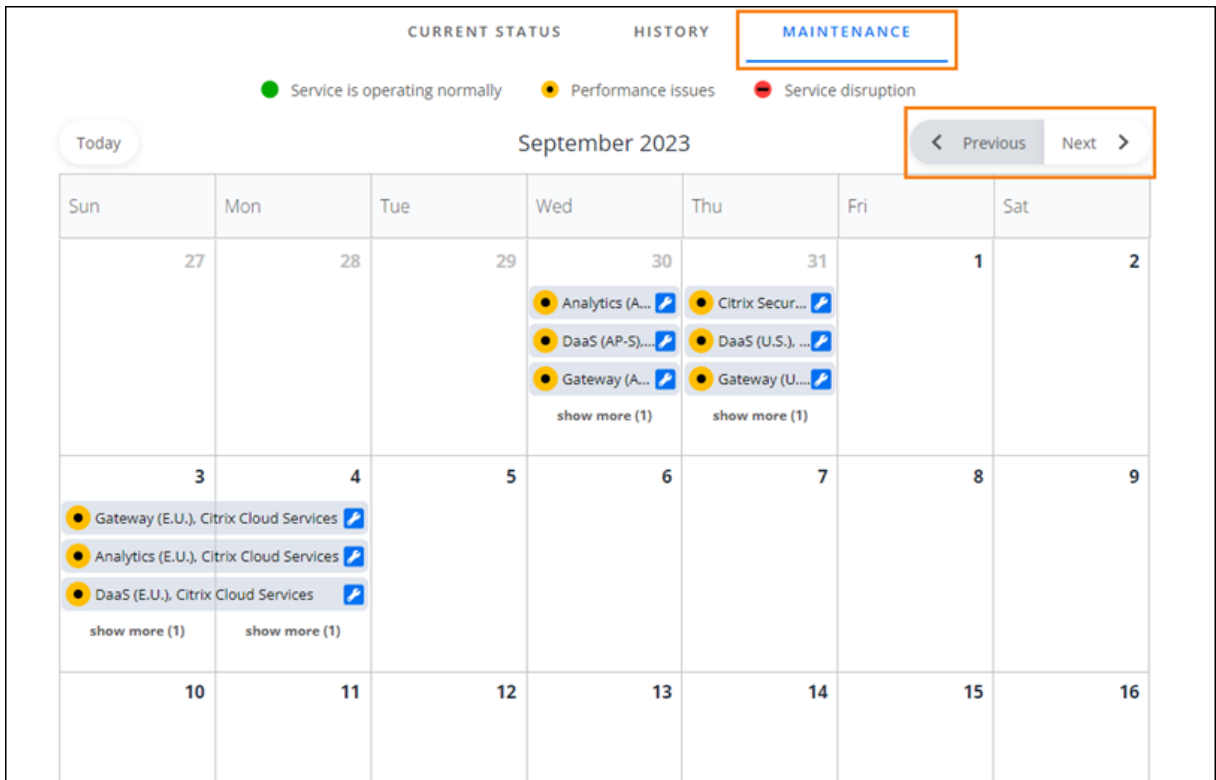 CURRENT STATUS HISTORY MAINTENANCE
Service is operating normally Performance issues Service disruption
Today September 2023 Previous Next
Sun Mon Tue Wed Thu Fri Sat
27 28 29 30 31 1 2
Analytics (A... Citrix Secur...
DaaS (AP-S),... DaaS (U.S.), ...
Gateway (A... Gateway (U....
show more (1) show more (1)
3 4 5 6 7 8 9
Gateway (E.U.), Citrix Cloud Services
Analytics (E.U.), Citrix Cloud Services
DaaS (E.U.), Citrix Cloud Services
show more (1) show more (1)
10 11 12 13 14 15 16